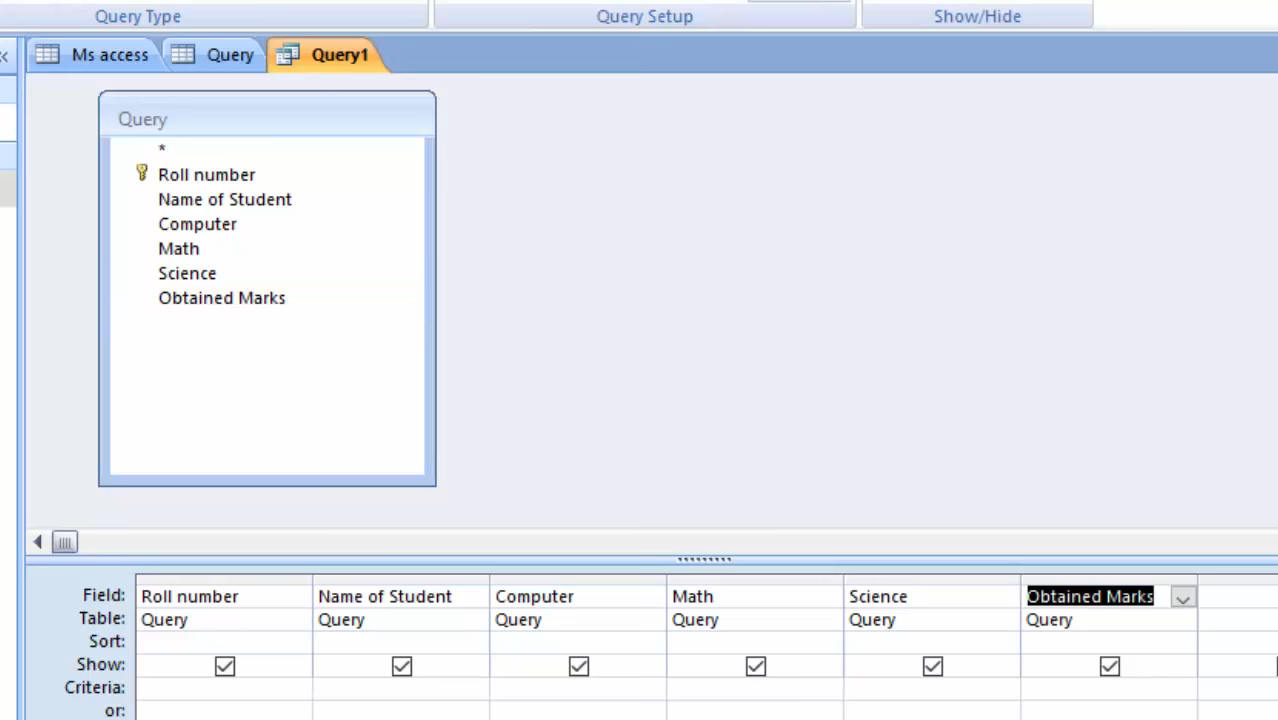 Query Type Query Setup Show/Hide
Ms access Query Query1
Query
*
Roll number
Name of Student
Computer
Math
Science
Obtained Marks
Field: Roll number Name of Student Computer Math Science Obtained Marks
Table: Query Query Query Query Query Query
Sort:
Show:
Criteria:
or: